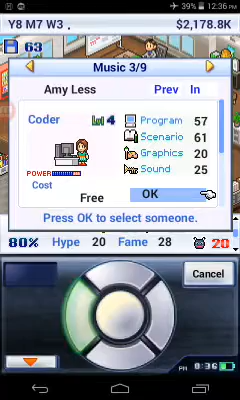 39% 12:36 PM
Y8 M7 W3 . $2,178.8K
63
Music 3/9
Amy Less Prev In
Coder Lvl 4 Program 57
Scenario 61
Graphics 20
POWER Sound 25
Cost
Free OK
Press OK to select someone.
80% Hype 20 Fame 28 20
Cancel
PM 0:36